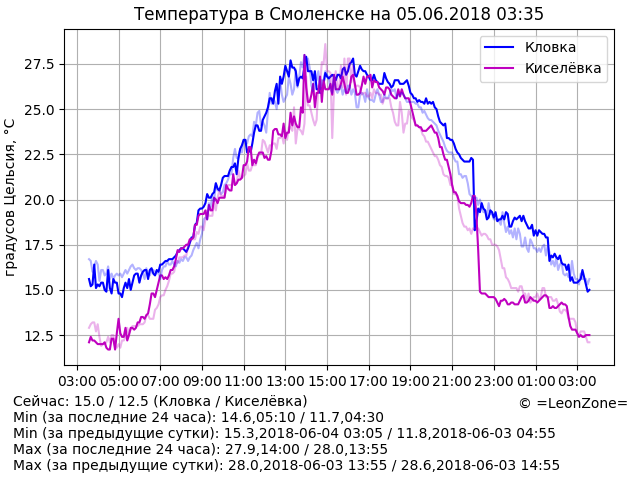 Температура в Смоленске на 05.06.2018 03:35
Кловка
Киселёвка
градусов Цельсия, °C
27.5
25.0
22.5
20.0
17.5
15.0
12.5
03:00 05:00 07:00 09:00 11:00 13:00 15:00 17:00 19:00 21:00 23:00 01:00 03:00
Сейчас: 15.0 / 12.5 (Кловка / Киселёвка)
© =LeonZone=
Min (за последние 24 часа): 14.6,05:10 / 11.7,04:30
Min (за предыдущие сутки): 15.3,2018-06-04 03:05 / 11.8,2018-06-03 04:55
Max (за последние 24 часа): 27.9,14:00 / 28.0,13:55
Max (за предыдущие сутки): 28.0,2018-06-03 13:55 / 28.6,2018-06-03 14:55